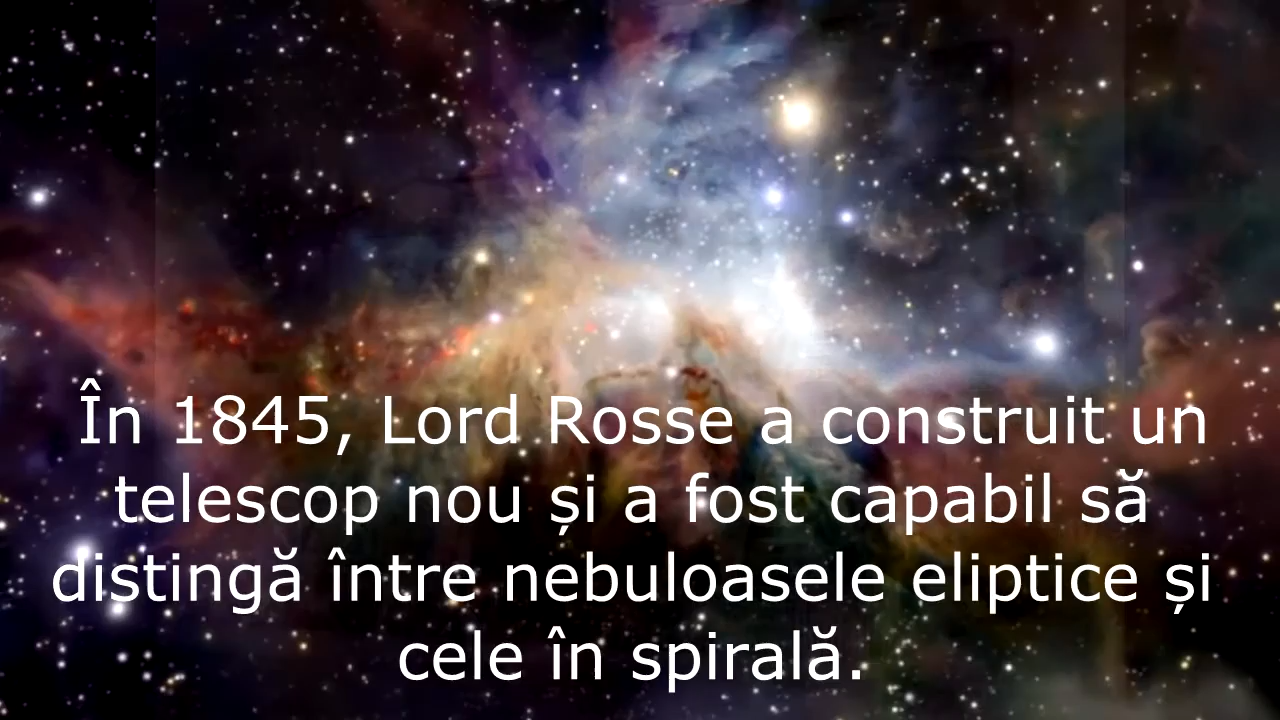 În 1845, Lord Rosse a construit un
telescop nou și a fost capabil să
distingă între nebuloasele eliptice și
cele în spirală.